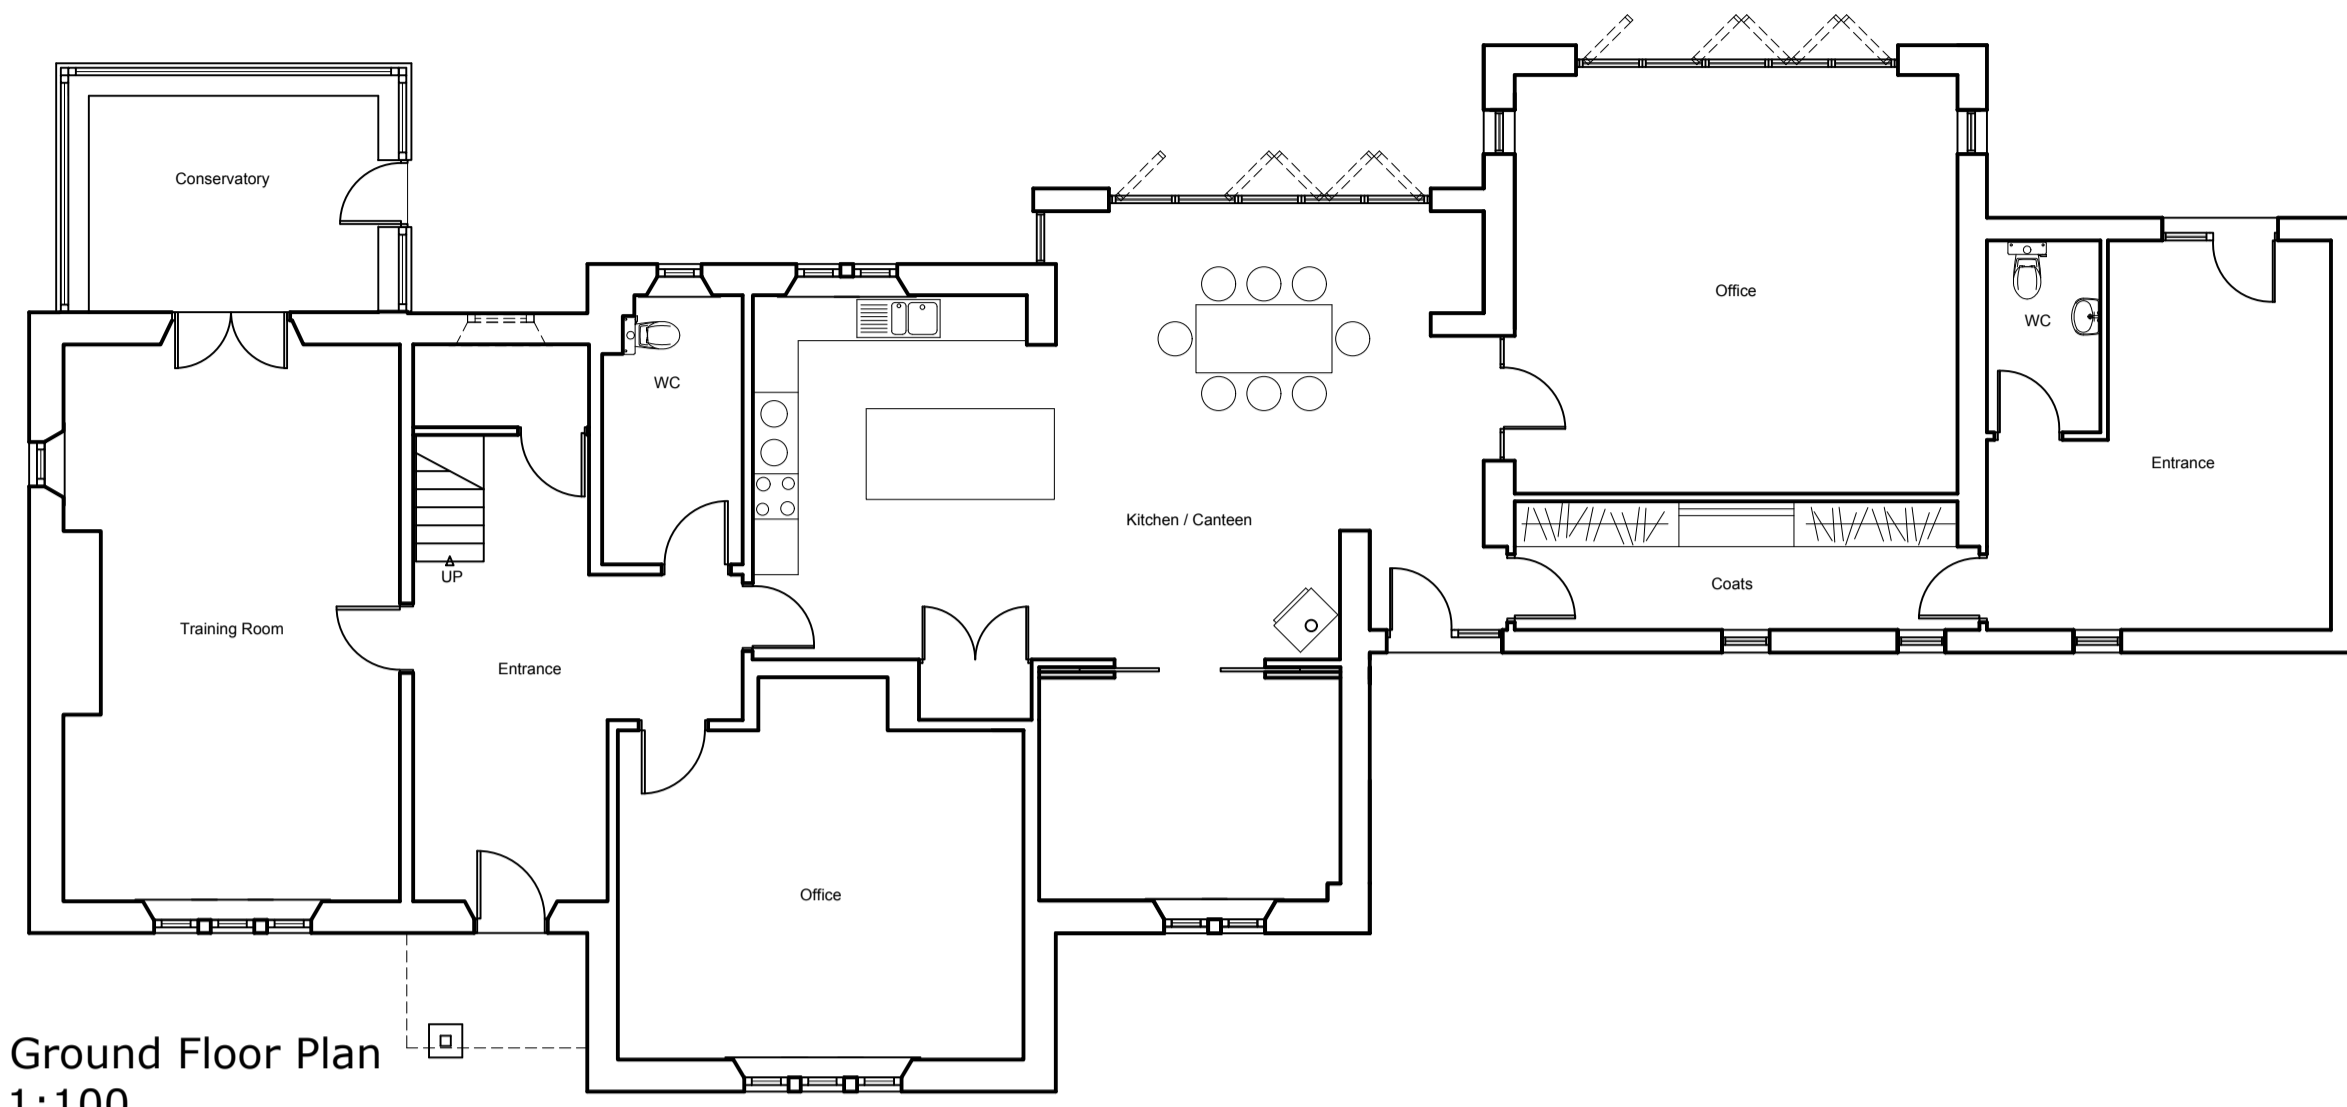 Conservatory
Office
WC
WC
Entrance
Kitchen / Canteen
UP
Coats
Training Room
Entrance
Office
Ground Floor Plan
1:100